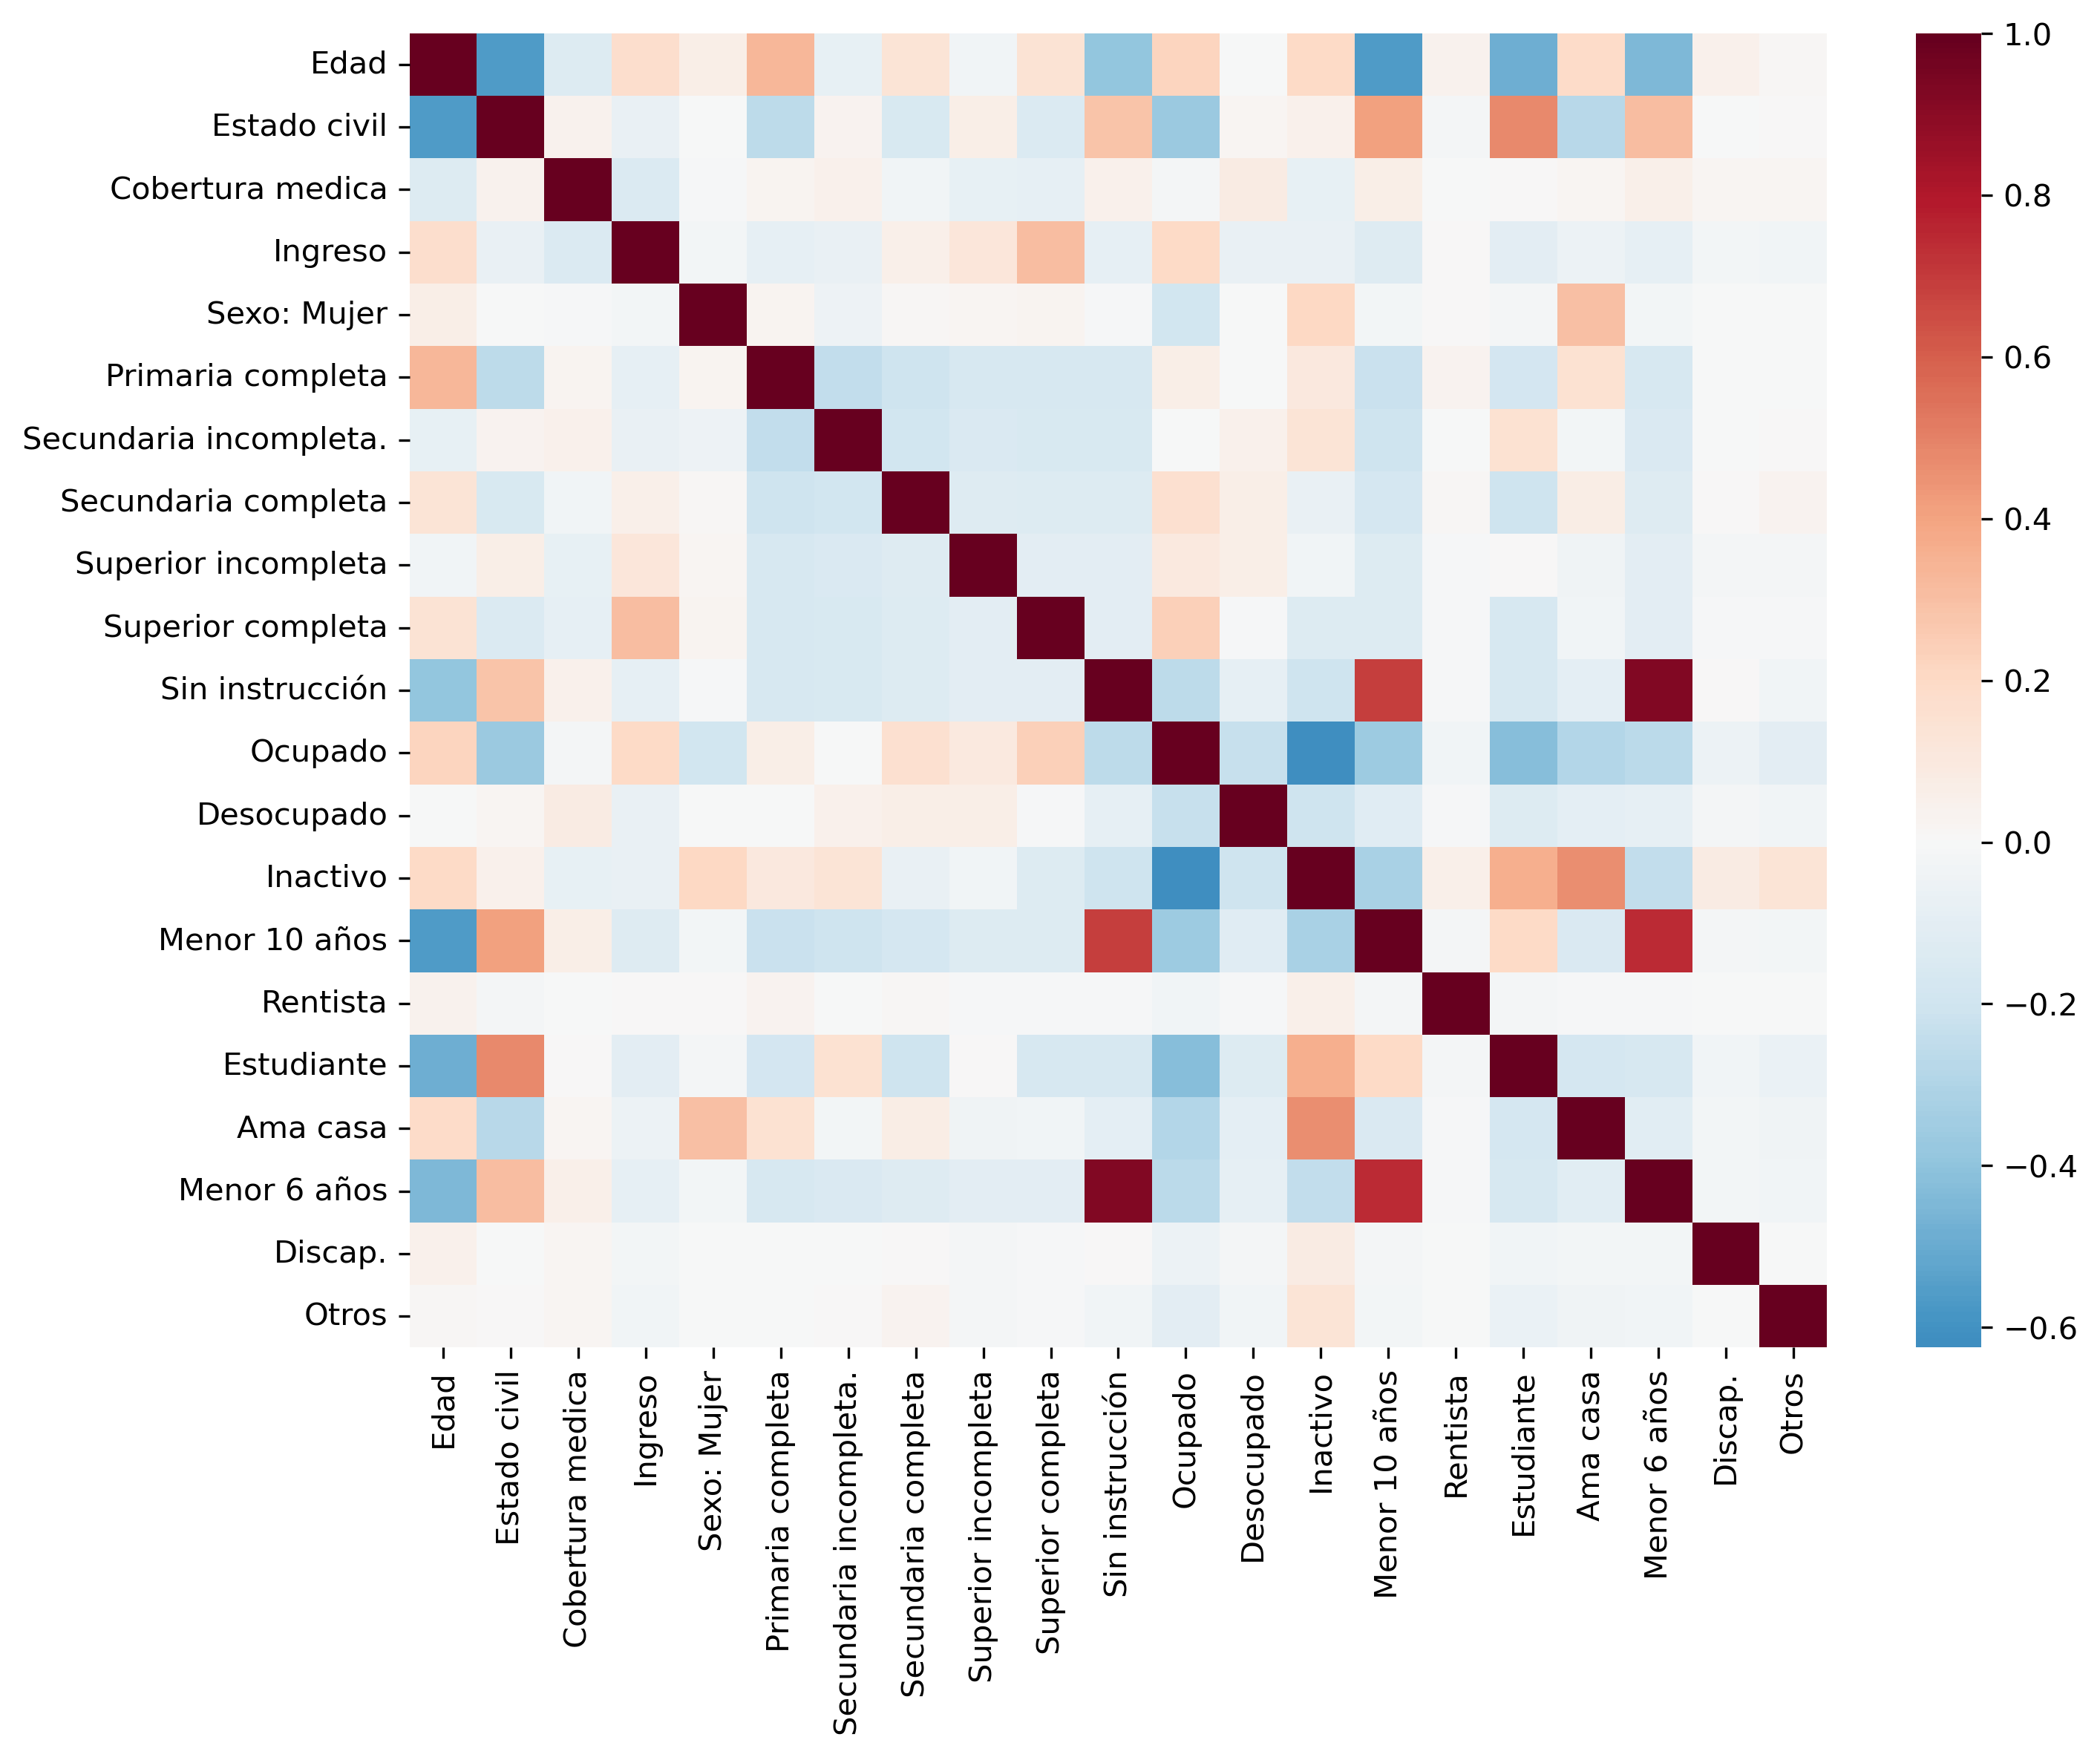 Edad
Estado civil
Cobertura medica
Ingreso
Sexo: Mujer
Primaria completa
Secundaria incompleta.
Secundaria completa
Superior incompleta
Superior completa
Sin instrucción
Ocupado
Desocupado
Inactivo
Menor 10 años
Rentista
Estudiante
Ama casa
Menor 6 años
Discap.
Otros
Edad
Estado civil
Cobertura medica
Ingreso
Sexo: Mujer
Primaria completa
Secundaria incompleta.
Secundaria completa
Superior incompleta
Superior completa
Sin instrucción
Ocupado
Desocupado
Inactivo
Menor 10 años
Rentista
Estudiante
Ama casa
Menor 6 años
Discap.
Otros
1.0
0.8
0.6
0.4
0.2
0.0
−0.2
−0.4
−0.6